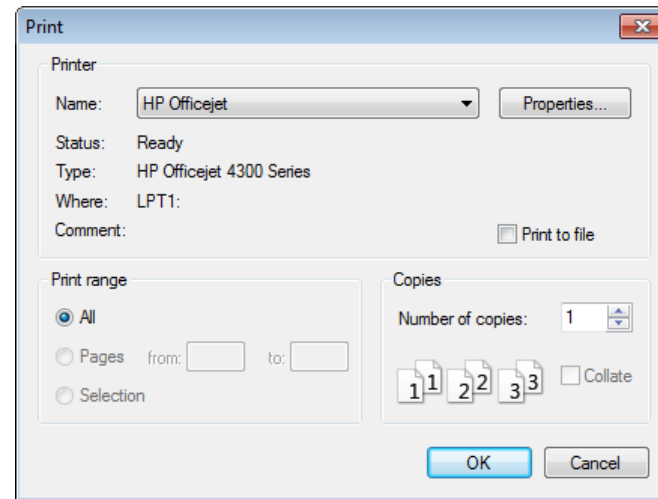 Print
Printer
Name: HP Officejet Properties...
Status: Ready
Type: HP Officejet 4300 Series
Where: LPT1:
Comment: Print to file
Print range
All
Pages from: to:
Selection
Copies
Number of copies: 1
1 1 2 2 3 3 Collate
OK Cancel